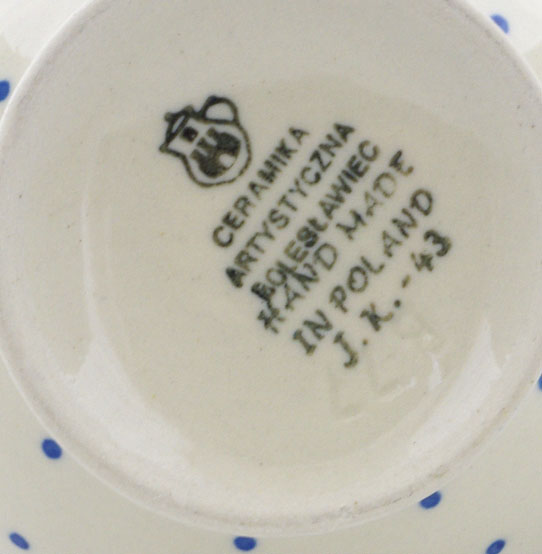 CERAMIKA
ARTYSTYCZNA
BOLESŁAWIEC
HAND MADE
IN POLAND
J.K.-43